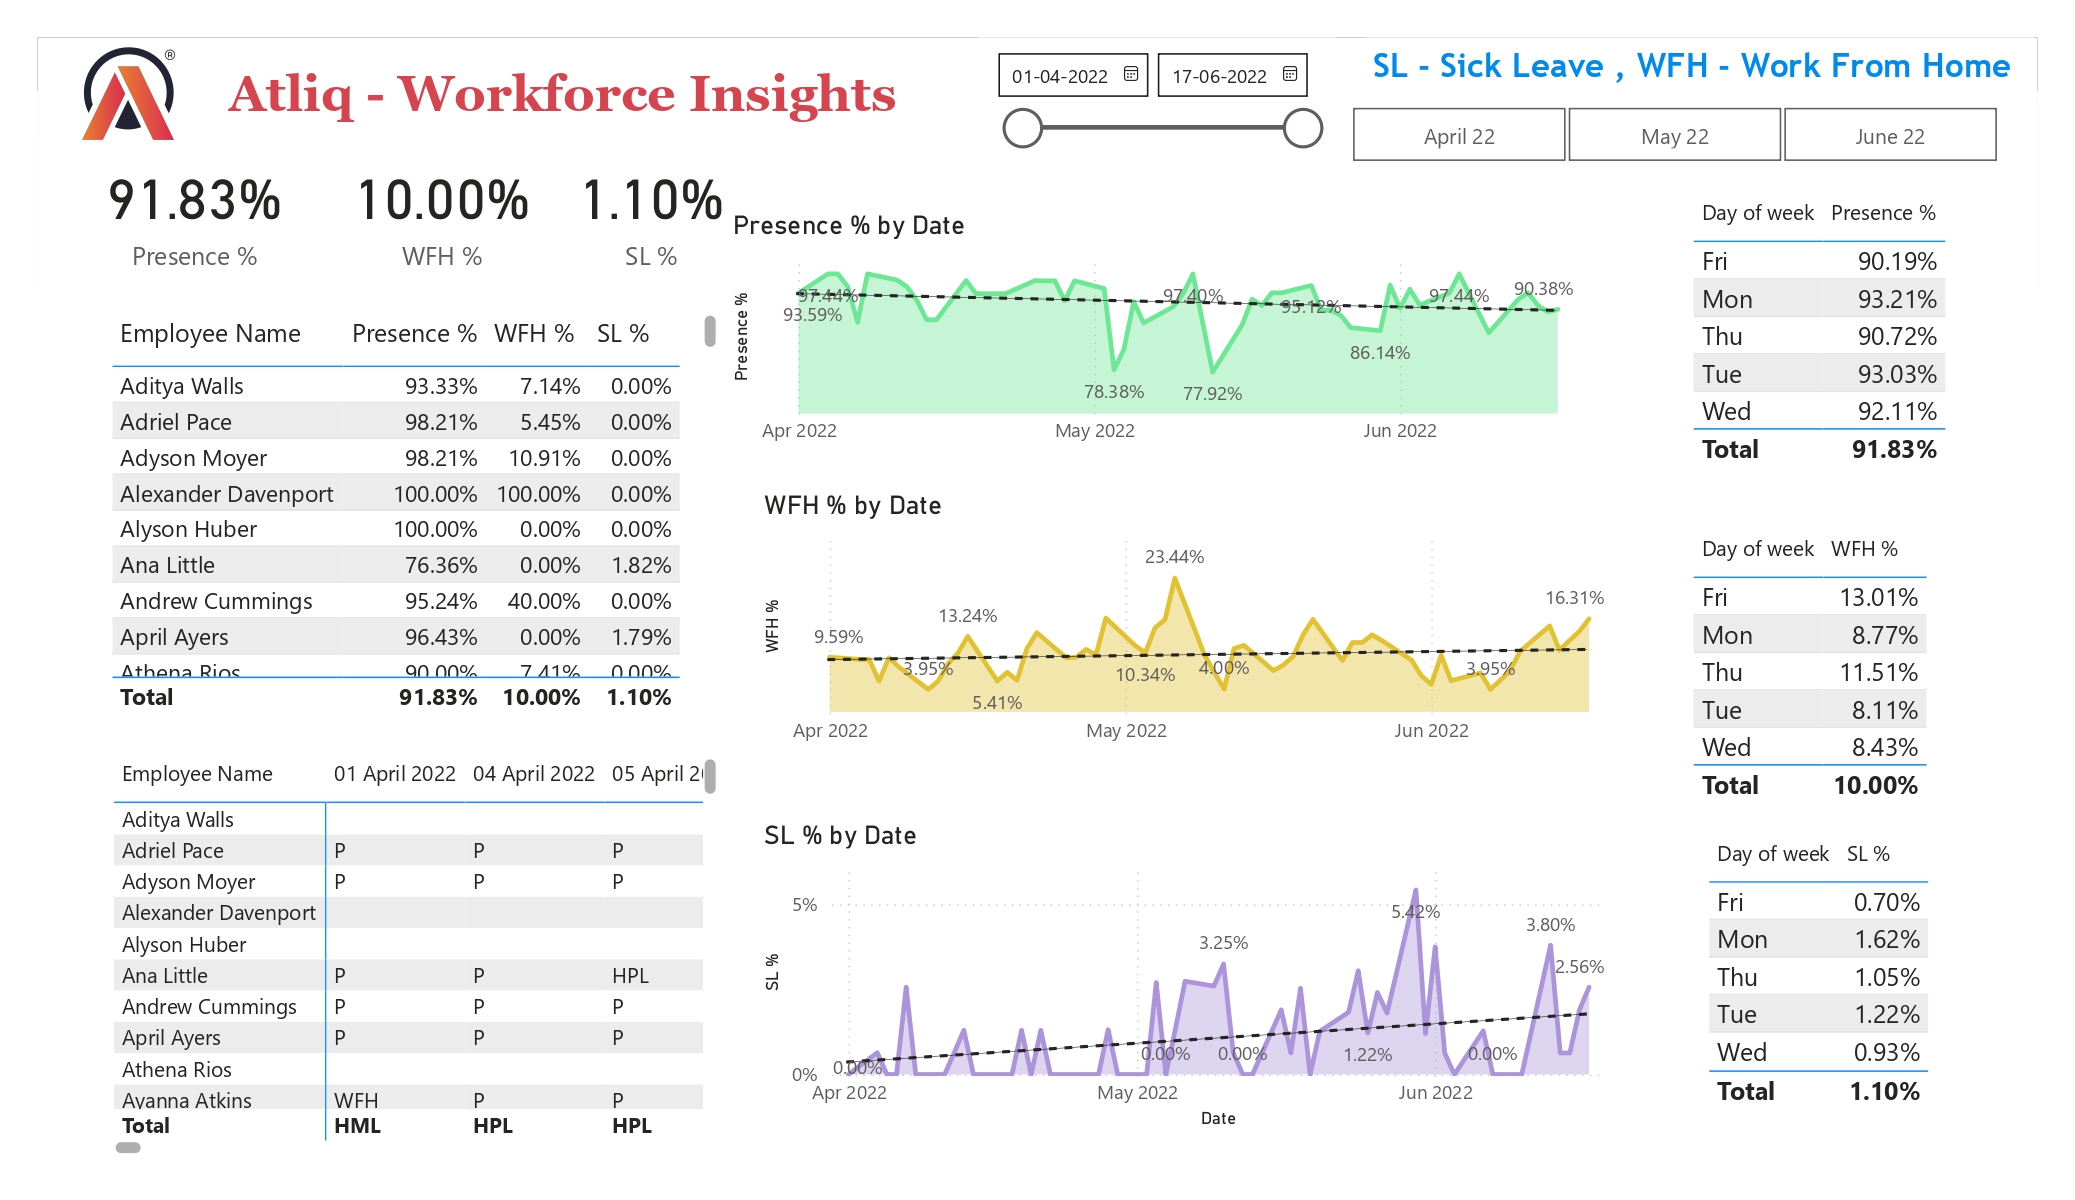 ®
Atliq - Workforce Insights
01-04-2022 17-06-2022
SL - Sick Leave , WFH - Work From Home
April 22 May 22 June 22
91.83% 10.00% 1.10%
Presence % WFH % SL %
Employee Name Presence % WFH % SL %
Aditya Walls 93.33% 7.14% 0.00%
Adriel Pace 98.21% 5.45% 0.00%
Adyson Moyer 98.21% 10.91% 0.00%
Alexander Davenport 100.00% 100.00% 0.00%
Alyson Huber 100.00% 0.00% 0.00%
Ana Little 76.36% 0.00% 1.82%
Andrew Cummings 95.24% 40.00% 0.00%
April Ayers 96.43% 0.00% 1.79%
Athena Rios 90.00% 7.41% 0.00%
Total 91.83% 10.00% 1.10%
Employee Name 01 April 2022 04 April 2022 05 April 20
Aditya Walls
Adriel Pace P P P
Adyson Moyer P P P
Alexander Davenport
Alyson Huber
Ana Little P P HPL
Andrew Cummings P P P
April Ayers P P P
Athena Rios
Ayanna Atkins WFH P P
Total HML HPL HPL
Presence % by Date
Presence %
97.44% 97.40% 95.12% 97.44% 90.38%
93.59%
86.14%
78.38% 77.92%
Apr 2022 May 2022 Jun 2022
WFH % by Date
WFH %
23.44%
16.31%
13.24%
9.59%
3.95% 10.34% 4.00% 3.95%
5.41%
Apr 2022 May 2022 Jun 2022
SL % by Date
SL %
5%
5.42%
3.80%
3.25%
2.56%
0.00% 0.00% 0.00% 1.22% 0.00%
0%
Apr 2022 May 2022 Jun 2022
Date
Day of week Presence %
Fri 90.19%
Mon 93.21%
Thu 90.72%
Tue 93.03%
Wed 92.11%
Total 91.83%
Day of week WFH %
Fri 13.01%
Mon 8.77%
Thu 11.51%
Tue 8.11%
Wed 8.43%
Total 10.00%
Day of week SL %
Fri 0.70%
Mon 1.62%
Thu 1.05%
Tue 1.22%
Wed 0.93%
Total 1.10%